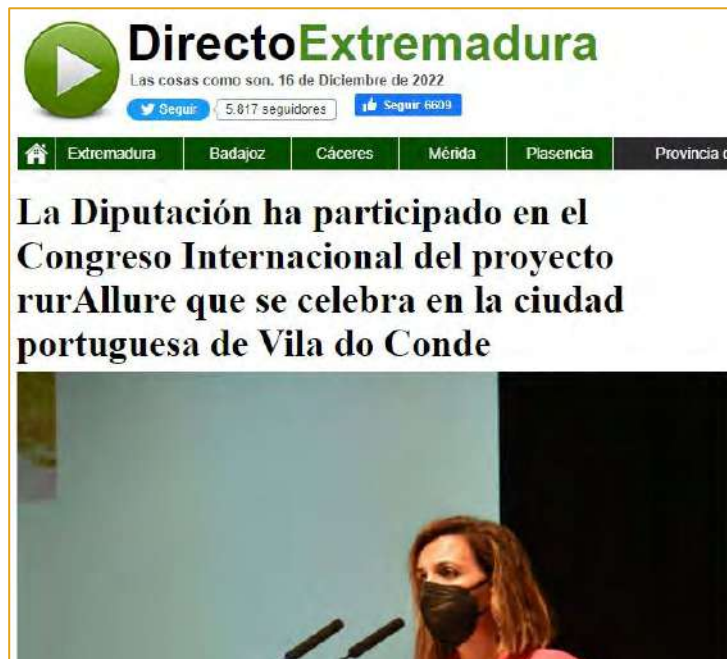 DirectoExtremadura
Las cosas como son. 16 de Diciembre de 2022
Seguir 5.817 seguidores Seguir 6609
Extremadura Badajoz Cáceres Mérida Plasencia Provincia
La Diputación ha participado en el
Congreso Internacional del proyecto
rurAllure que se celebra en la ciudad
portuguesa de Vila do Conde